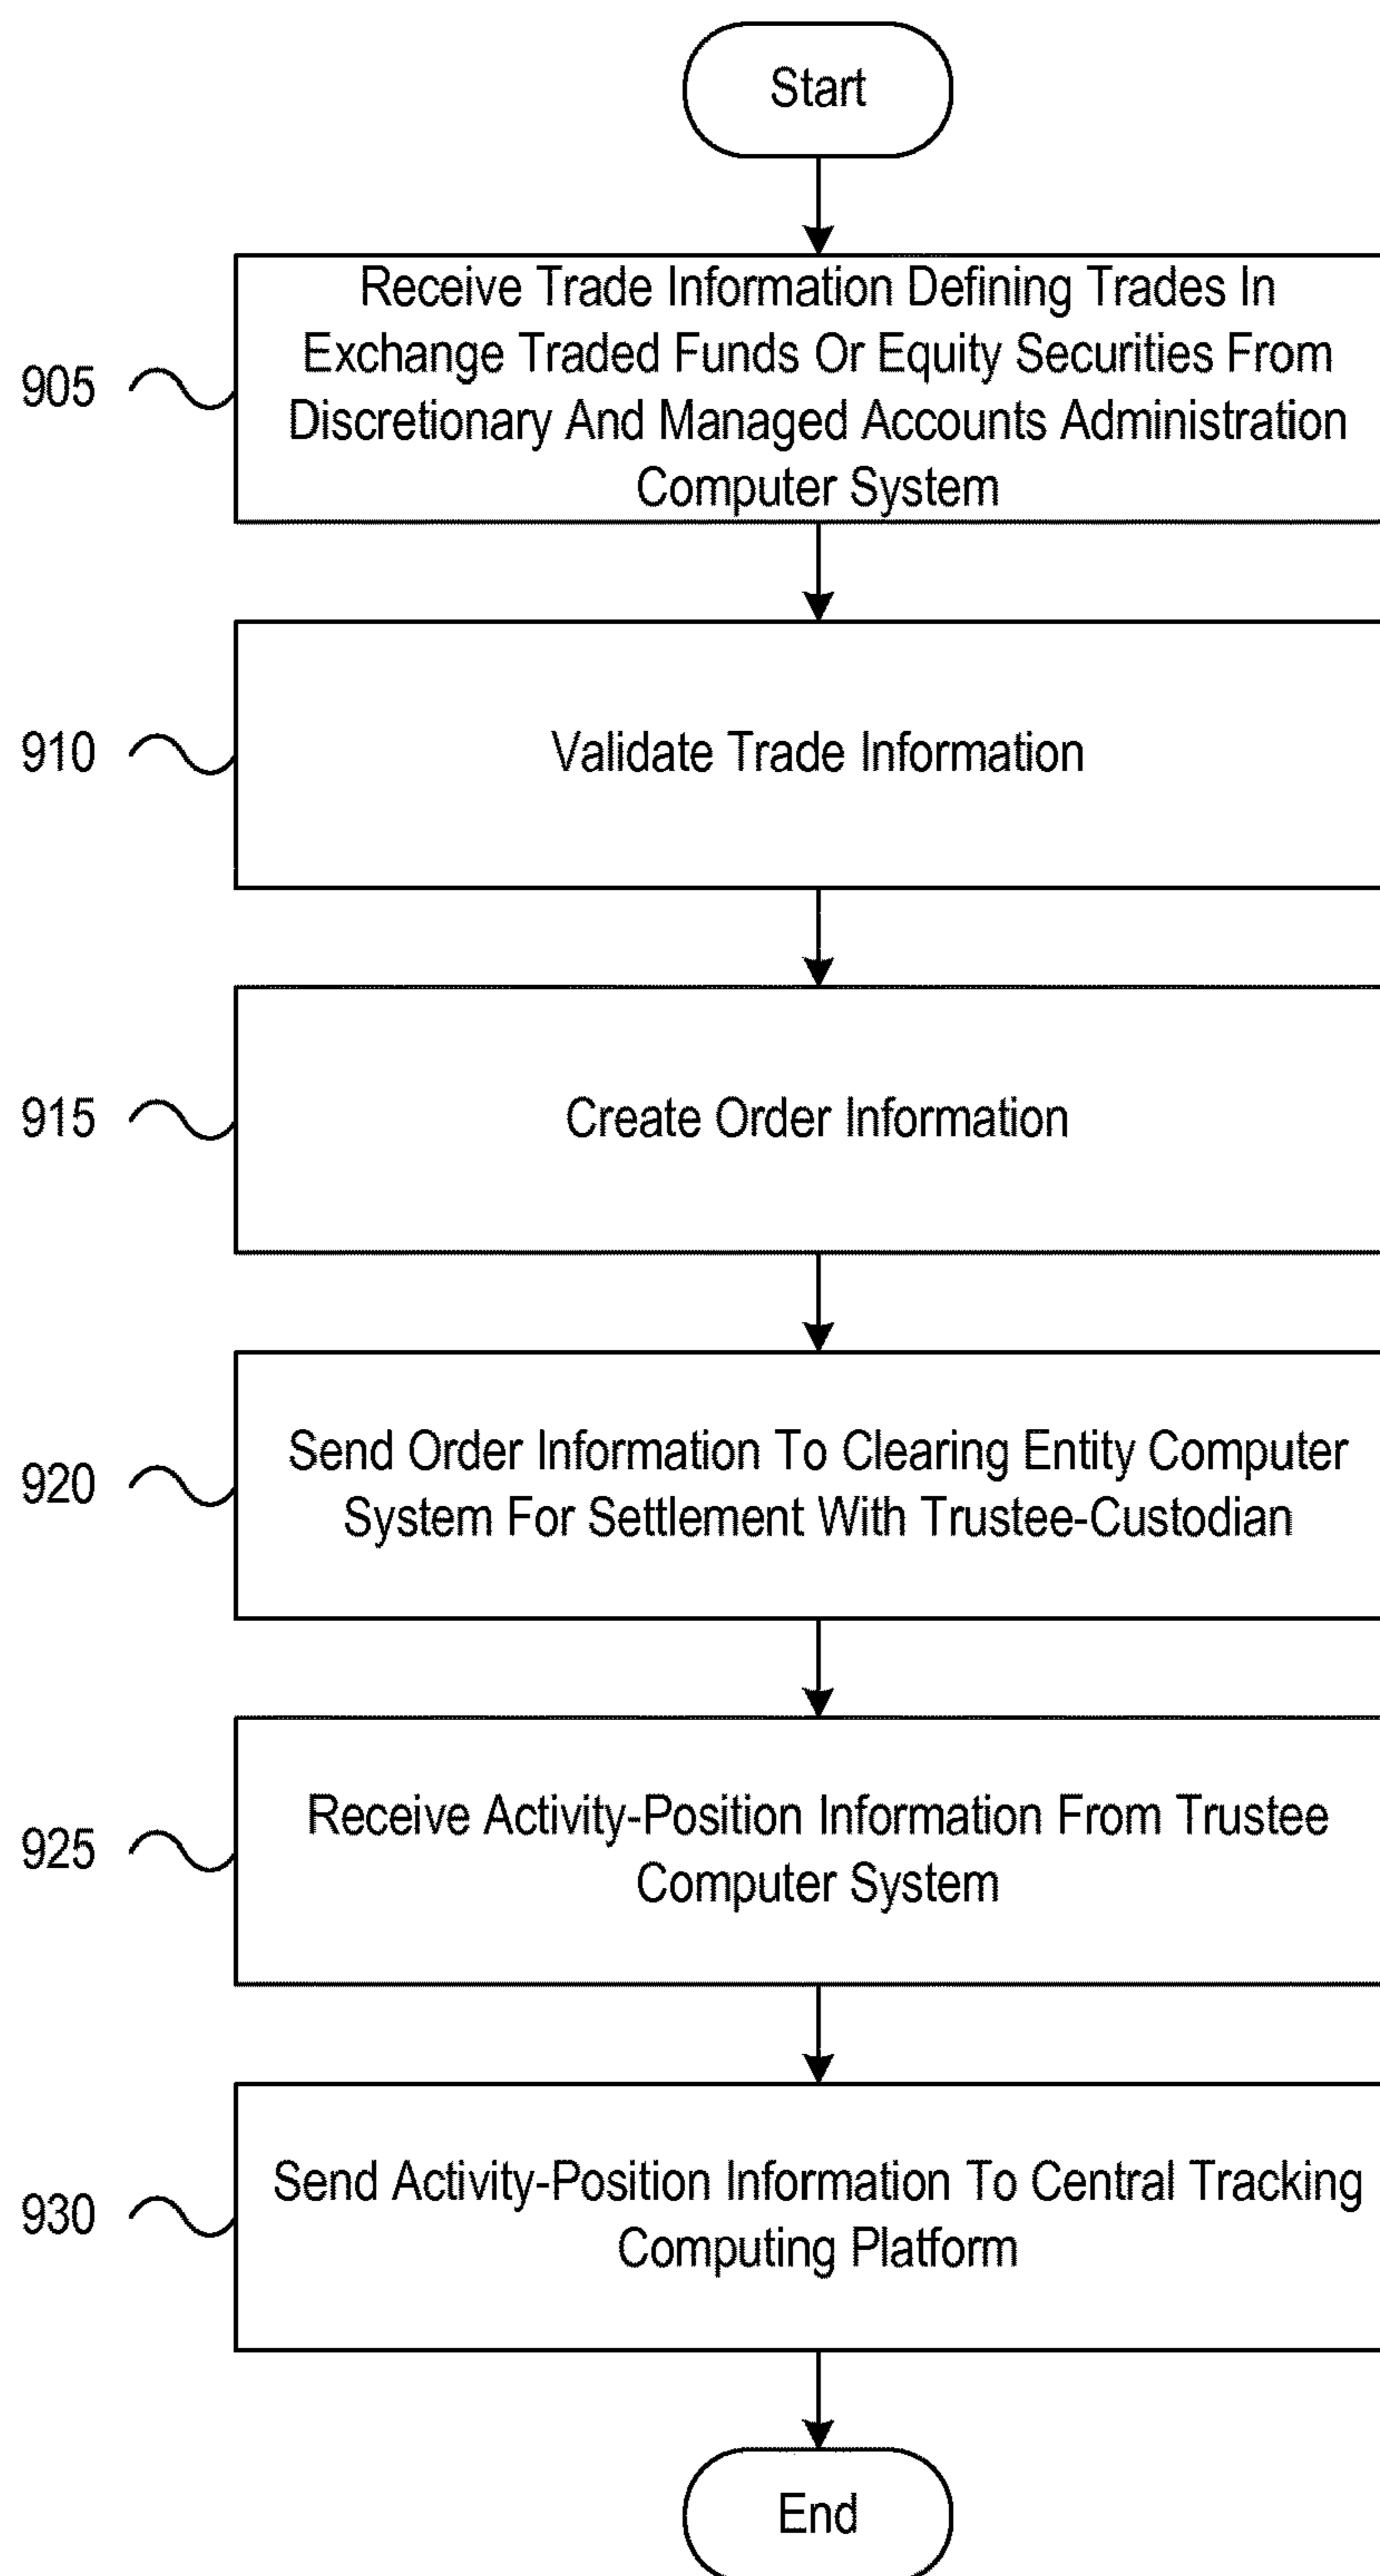 Start
905
Receive Trade Information Defining Trades In
Exchange Traded Funds Or Equity Securities From
Discretionary And Managed Accounts Administration
Computer System
910
Validate Trade Information
915
Create Order Information
920
Send Order Information To Clearing Entity Computer
System For Settlement With Trustee-Custodian
925
Receive Activity-Position Information From Trustee
Computer System
930
Send Activity-Position Information To Central Tracking
Computing Platform
End